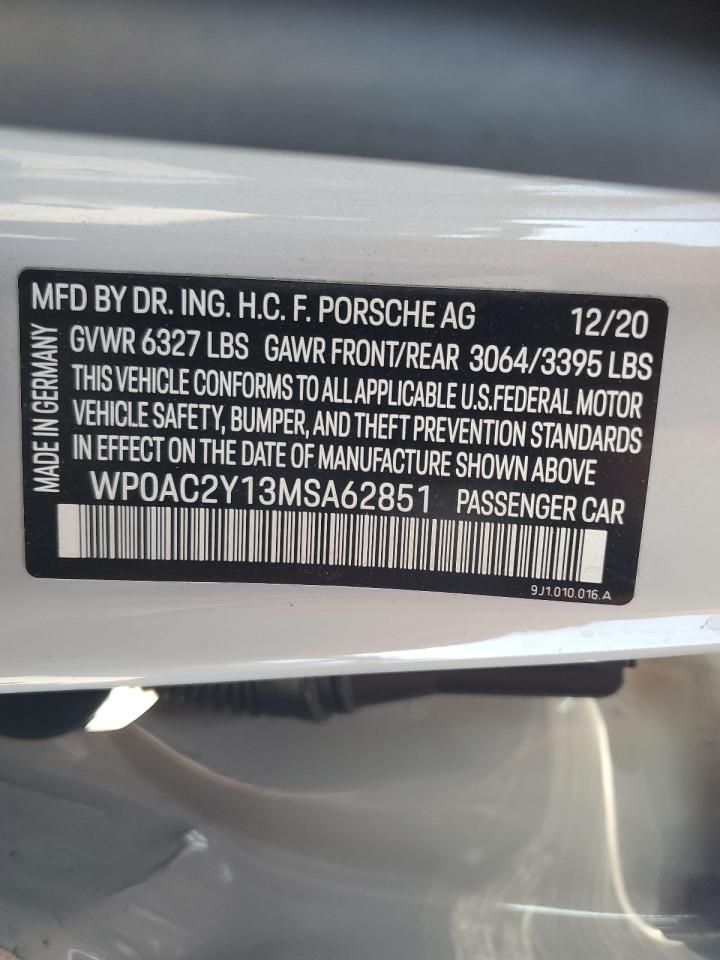 MFD BY DR. ING. H.C. F. PORSCHE AG 12/20
GVWR 6327 LBS GAWR FRONT/REAR 3064/3395 LBS
THIS VEHICLE CONFORMS TO ALL APPLICABLE U.S.FEDERAL MOTOR
VEHICLE SAFETY, BUMPER, AND THEFT PREVENTION STANDARDS
IN EFFECT ON THE DATE OF MANUFACTURE SHOWN ABOVE
MADE IN GERMANY
WP0AC2Y13MSA62851 PASSENGER CAR
9J1.010.016.A